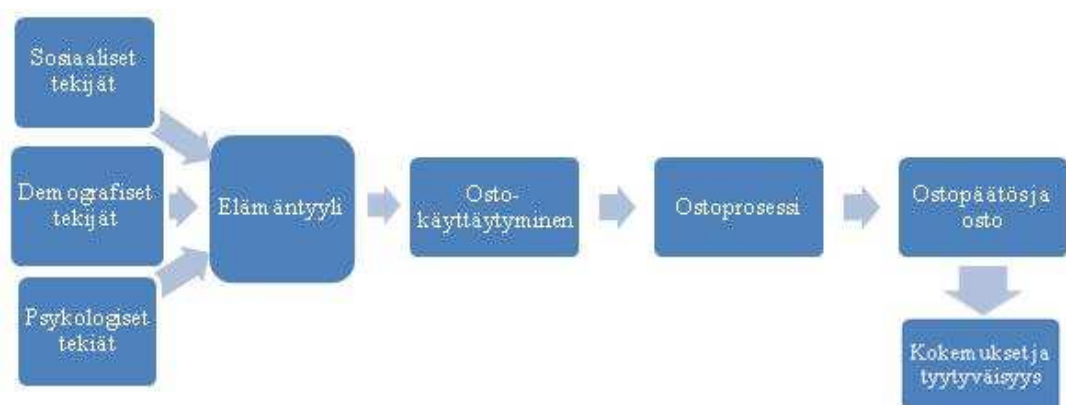 Sosiaaliset
tekijät
Demografiset
tekijät
Psykologiset
tekiät
Elämäntyyli
Osto-
käyttäytyminen
Ostoprosessi
Ostopäätös ja
osto
Kokemukset ja
tyytyväisyys